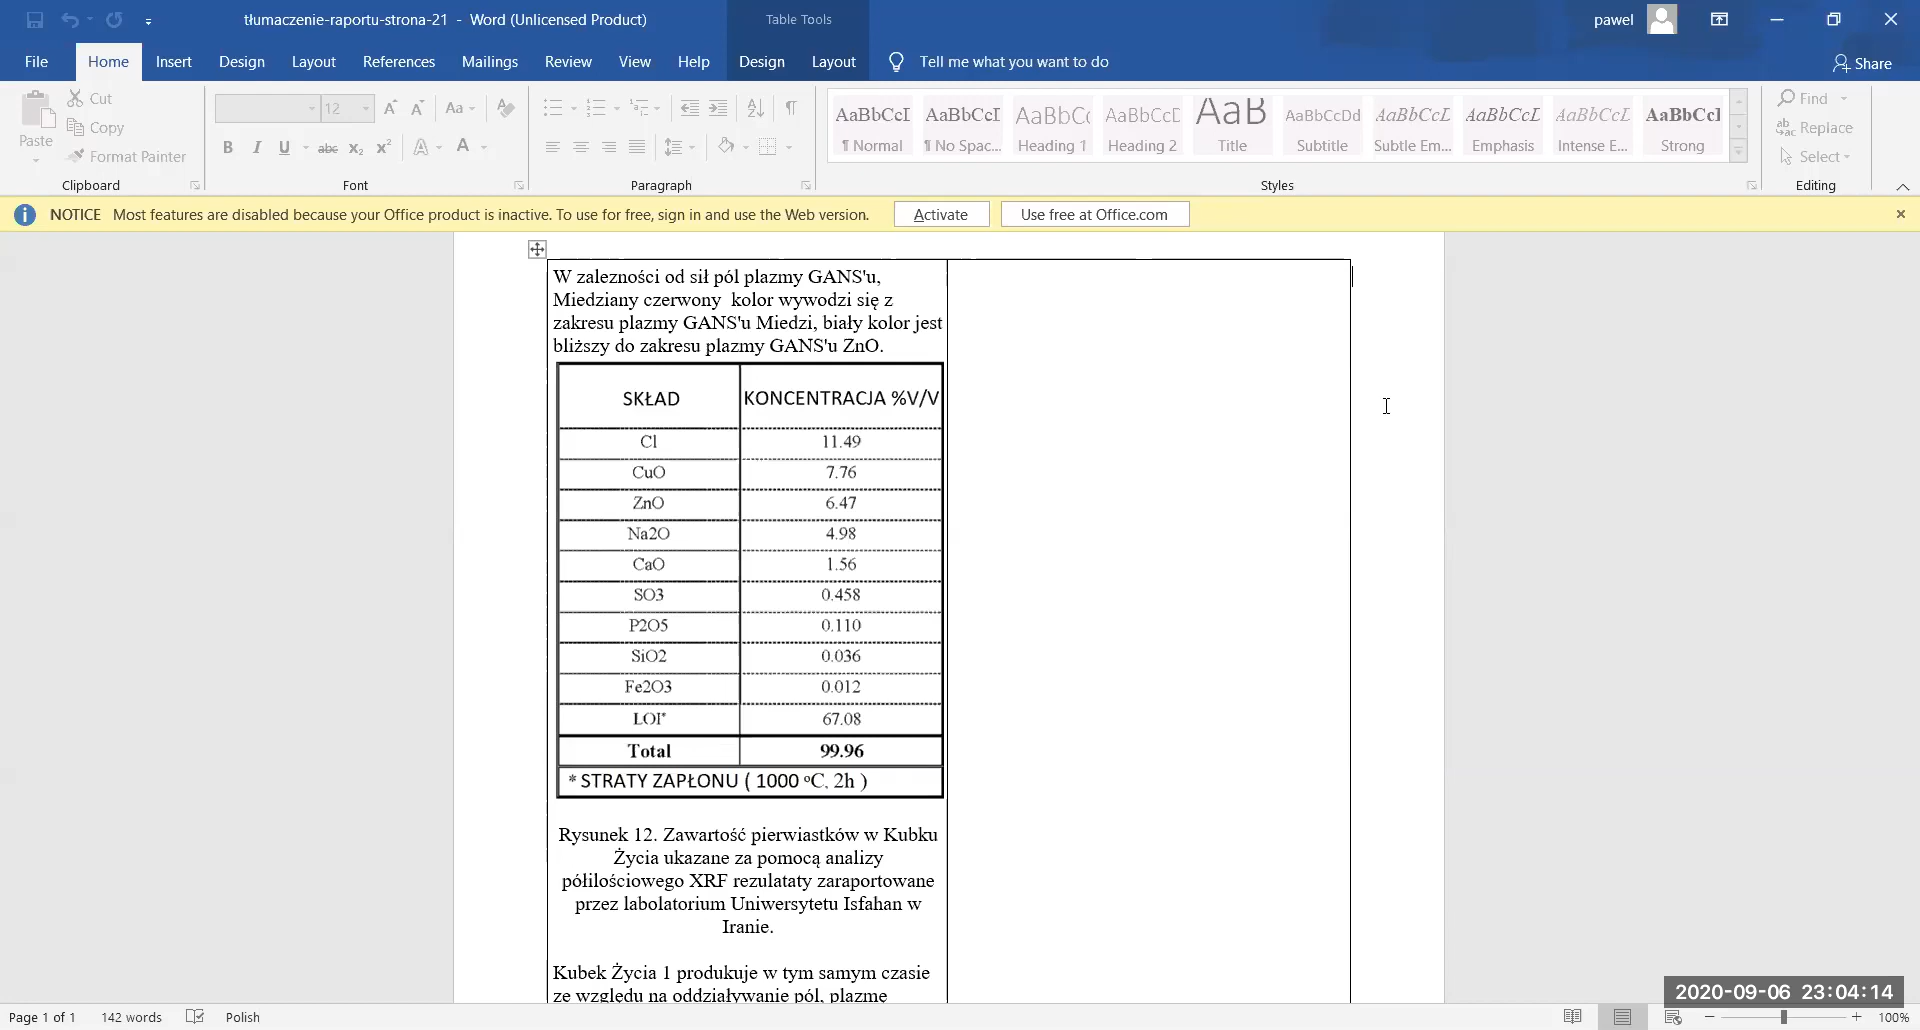 tłumaczenie-raportu-strona-21 - Word (Unlicensed Product)
Table Tools
pawel
File Home Insert Design Layout References Mailings Review View Help Design Layout Tell me what you want to do Share
Paste
Cut
Copy
Format Painter
Clipboard
12
Font
Paragraph
AaBbCcI AaBbCcI AaBbCc AaBbCcD AaB AaBbCcDd AaBbCcL AaBbCcL AaBbCcL AaBbCcI
¶ Normal ¶ No Spac... Heading 1 Heading 2 Title Subtitle Subtle Em... Emphasis Intense E... Strong
Styles
Find
Replace
Select
Editing
NOTICE Most features are disabled because your Office product is inactive. To use for free, sign in and use the Web version. Activate Use free at Office.com
W zalezności od sił pól plazmy GANS'u,
Miedziany czerwony kolor wywodzi się z
zakresu plazmy GANS'u Miedzi, biały kolor jest
bliższy do zakresu plazmy GANS'u ZnO.
SKŁAD KONCENTRACJA %V/V
Cl 11.49
CuO 7.76
ZnO 6.47
Na2O 4.98
CaO 1.56
SO3 0.458
P2O5 0.110
SiO2 0.036
Fe2O3 0.012
LOI* 67.08
Total 99.96
* STRATY ZAPŁONU ( 1000 °C, 2h )
Rysunek 12. Zawartość pierwiastków w Kubku
Życia ukazane za pomocą analizy
półilościowego XRF rezulataty zaraportowane
przez labolatorium Uniwersytetu Isfahan w
Iranie.
Kubek Życia 1 produkuje w tym samym czasie
ze względu na oddziaływanie pól, plazmę
2020-09-06 23:04:14
Page 1 of 1 142 words Polish 100%